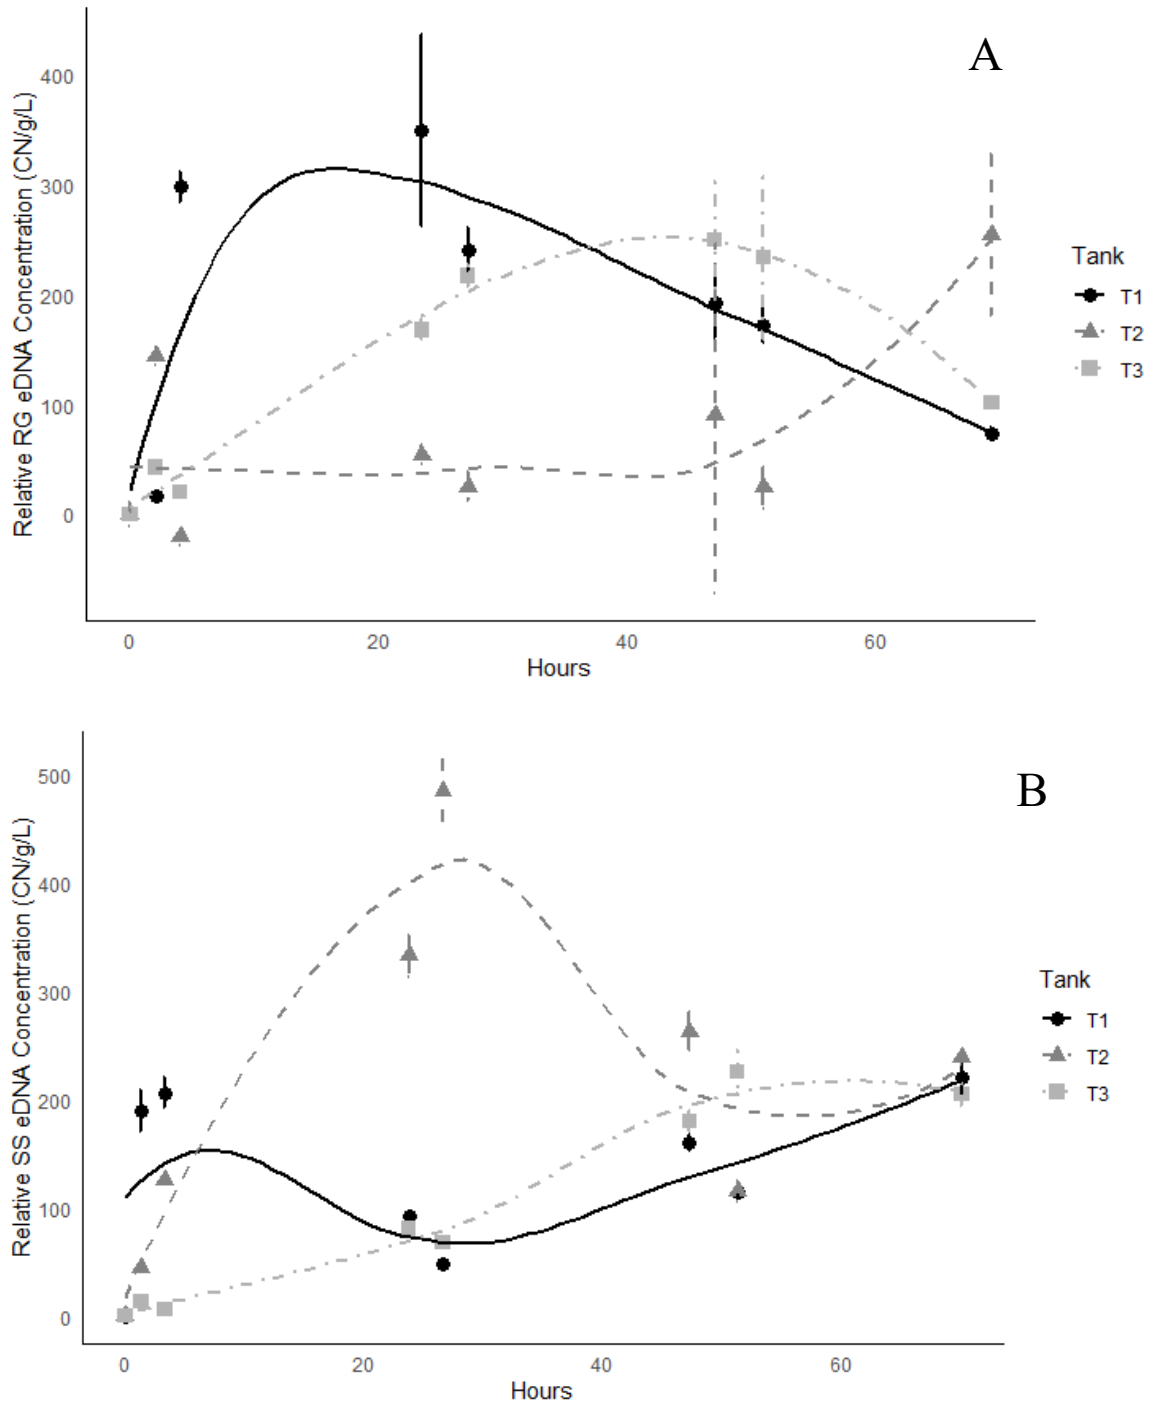 A
400
300
200
100
0
Relative RG eDNA Concentration (CN/g/L)
0 20 40 60
Hours
Tank
T1
T2
T3
B
500
400
300
200
100
0
Relative SS eDNA Concentration (CN/g/L)
0 20 40 60
Hours
Tank
T1
T2
T3